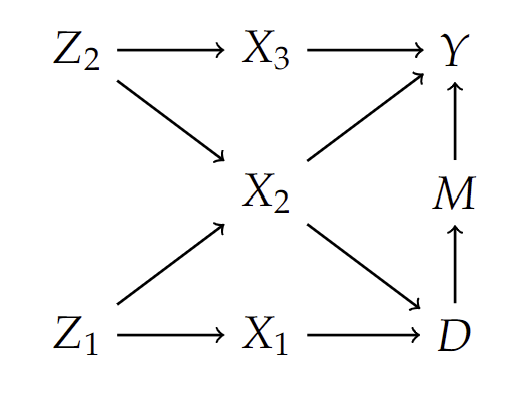 Z₂ X₃ Y
X₂ M
Z₁ X₁ D